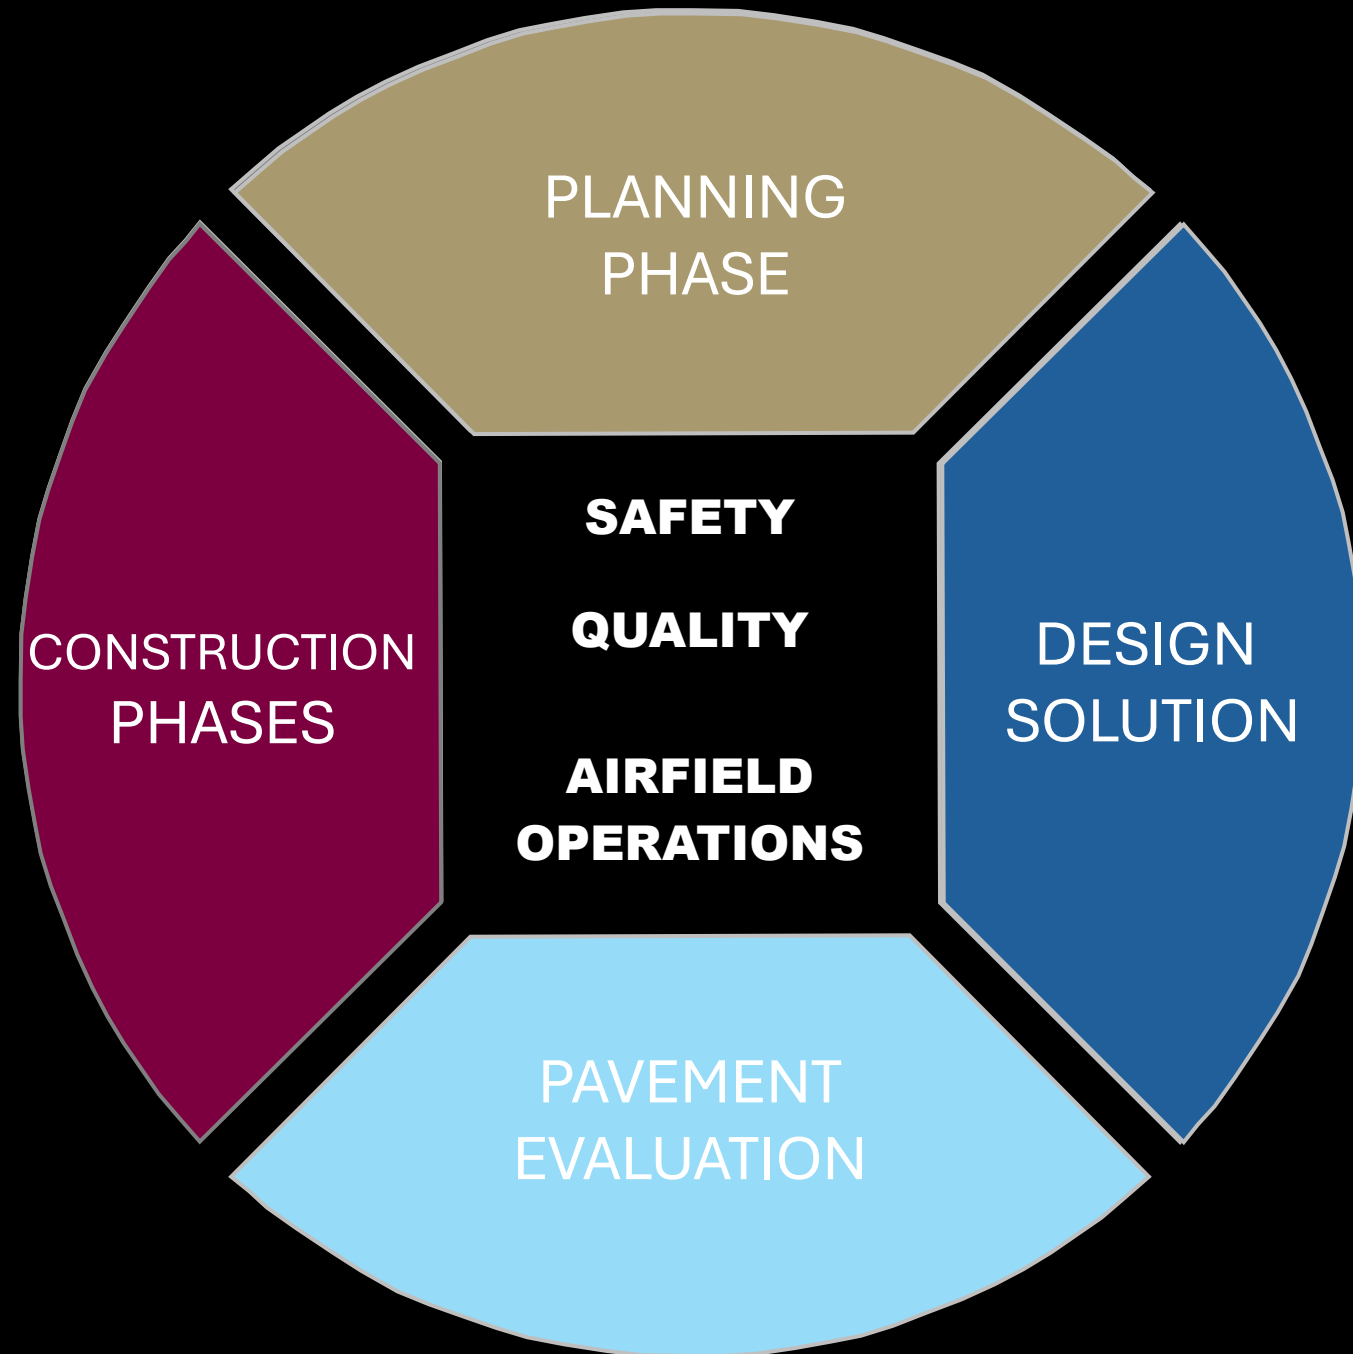 PLANNING
PHASE
SAFETY
QUALITY
CONSTRUCTION
PHASES
DESIGN
SOLUTION
AIRFIELD
OPERATIONS
PAVEMENT
EVALUATION